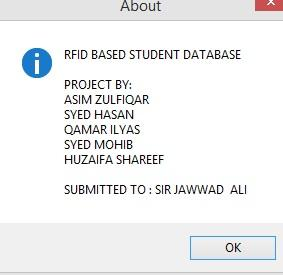 About
RFID BASED STUDENT DATABASE
PROJECT BY:
ASIM ZULFIQAR
SYED HASAN
QAMAR ILYAS
SYED MOHIB
HUZAIFA SHAREEF
SUBMITTED TO : SIR JAWWAD  ALI
OK